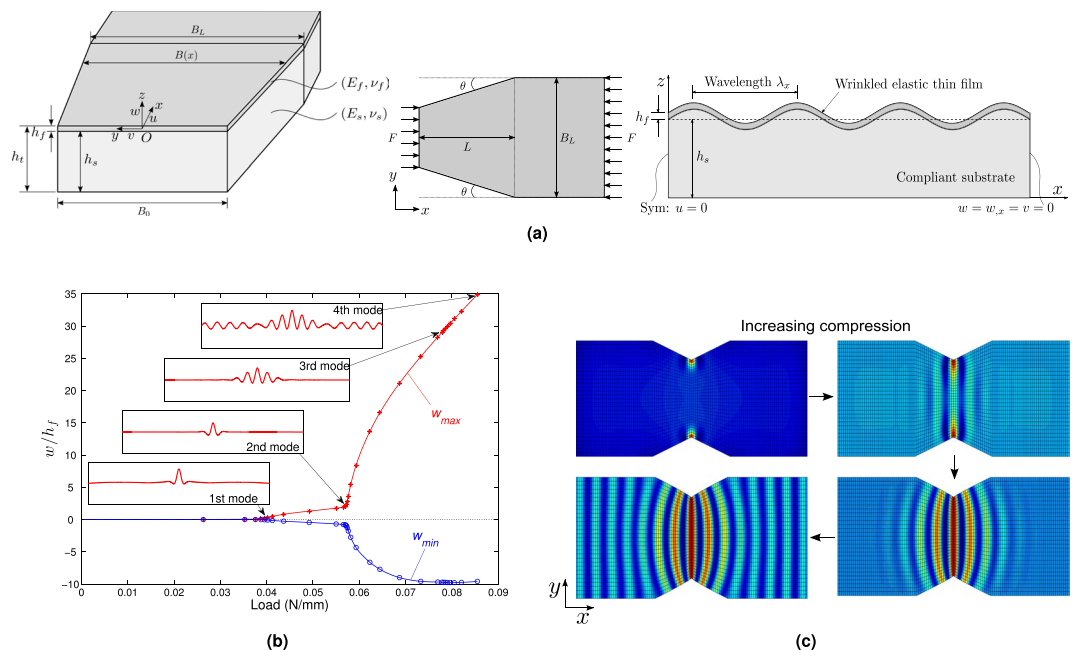 B_L
B(x)
(E_f, ν_f)
(E_s, ν_s)
z
w
x
u
y
v
O
h_f
h_t
h_s
B_0
θ
F
L
B_L
F
θ
y
x
z
Wavelength λ_x
Wrinkled elastic thin film
h_f
h_s
Compliant substrate
x
Sym: u = 0
w = w_{,x} = v = 0
(a)
35
30
25
20
15
10
5
0
−5
−10
w/h_f
4th mode
3rd mode
2nd mode
1st mode
w_max
w_min
0
0.01
0.02
0.03
0.04
0.05
0.06
0.07
0.08
0.09
Load (N/mm)
(b)
Increasing compression
y
x
(c)